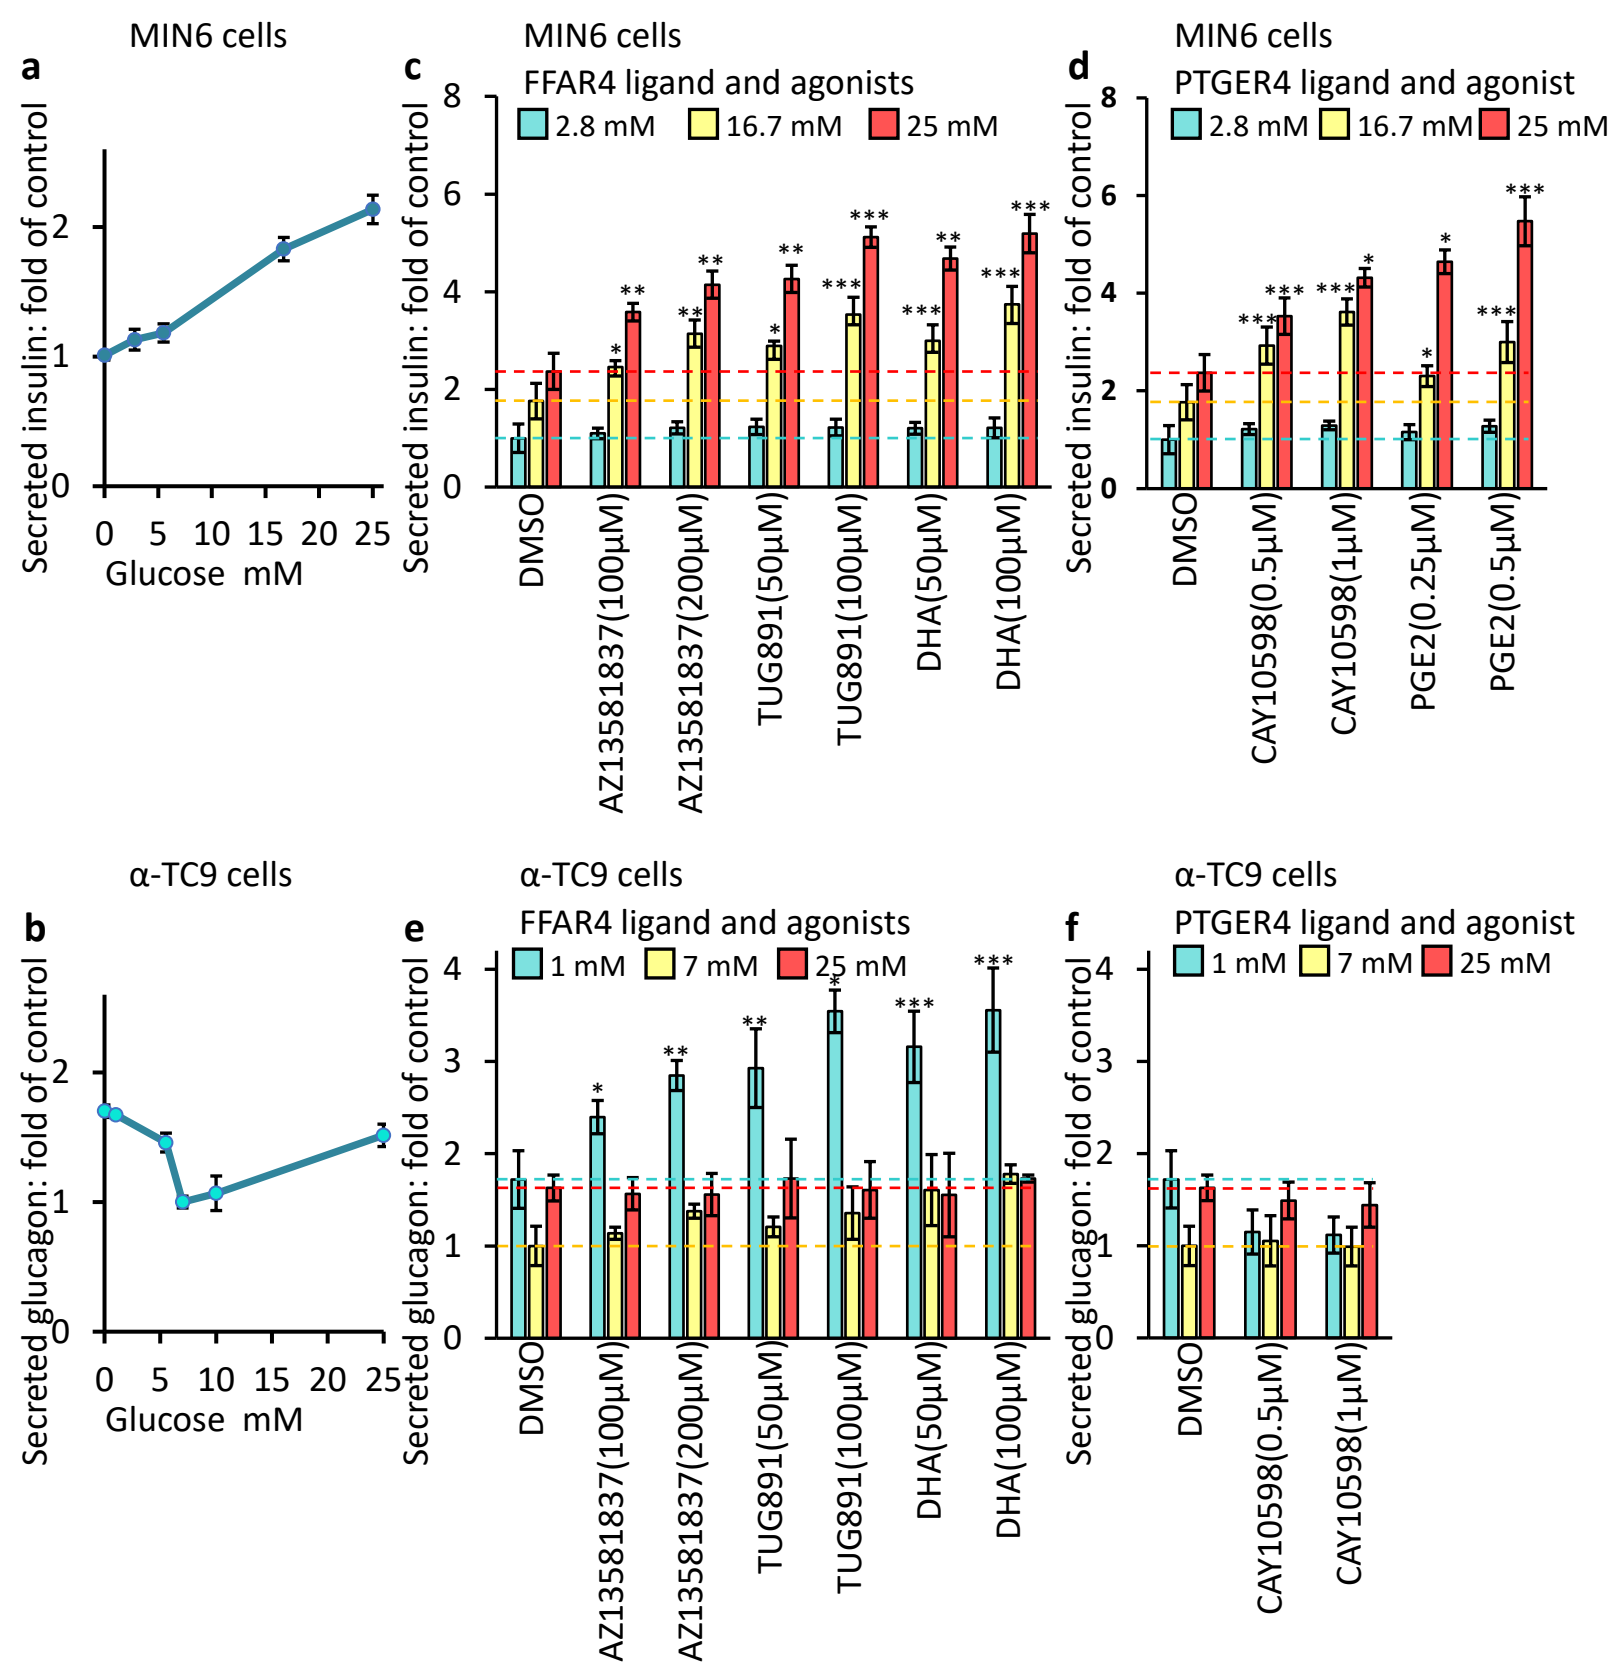 MIN6 cells
a
Secreted insulin: fold of control
2
1
0
0 5 10 15 20 25
Glucose mM
MIN6 cells
c
FFAR4 ligand and agonists
2.8 mM 16.7 mM 25 mM
Secreted insulin: fold of control
8
6
4
2
0
* ** ** ** * ** *** *** *** ** *** ***
DMSO
AZ13581837(100µM)
AZ13581837(200µM)
TUG891(50µM)
TUG891(100µM)
DHA(50µM)
DHA(100µM)
MIN6 cells
d
PTGER4 ligand and agonist
2.8 mM 16.7 mM 25 mM
Secreted insulin: fold of control
8
6
4
2
0
*** *** *** * * * *** ***
DMSO
CAY10598(0.5µM)
CAY10598(1µM)
PGE2(0.25µM)
PGE2(0.5µM)
α-TC9 cells
b
Secreted glucagon: fold of control
2
1
0
0 5 10 15 20 25
Glucose mM
α-TC9 cells
e
FFAR4 ligand and agonists
1 mM 7 mM 25 mM
Secreted glucagon: fold of control
4
3
2
1
0
* ** ** * *** ***
DMSO
AZ13581837(100µM)
AZ13581837(200µM)
TUG891(50µM)
TUG891(100µM)
DHA(50µM)
DHA(100µM)
α-TC9 cells
f
PTGER4 ligand and agonist
1 mM 7 mM 25 mM
Secreted glucagon: fold of control
4
3
2
1
0
DMSO
CAY10598(0.5µM)
CAY10598(1µM)